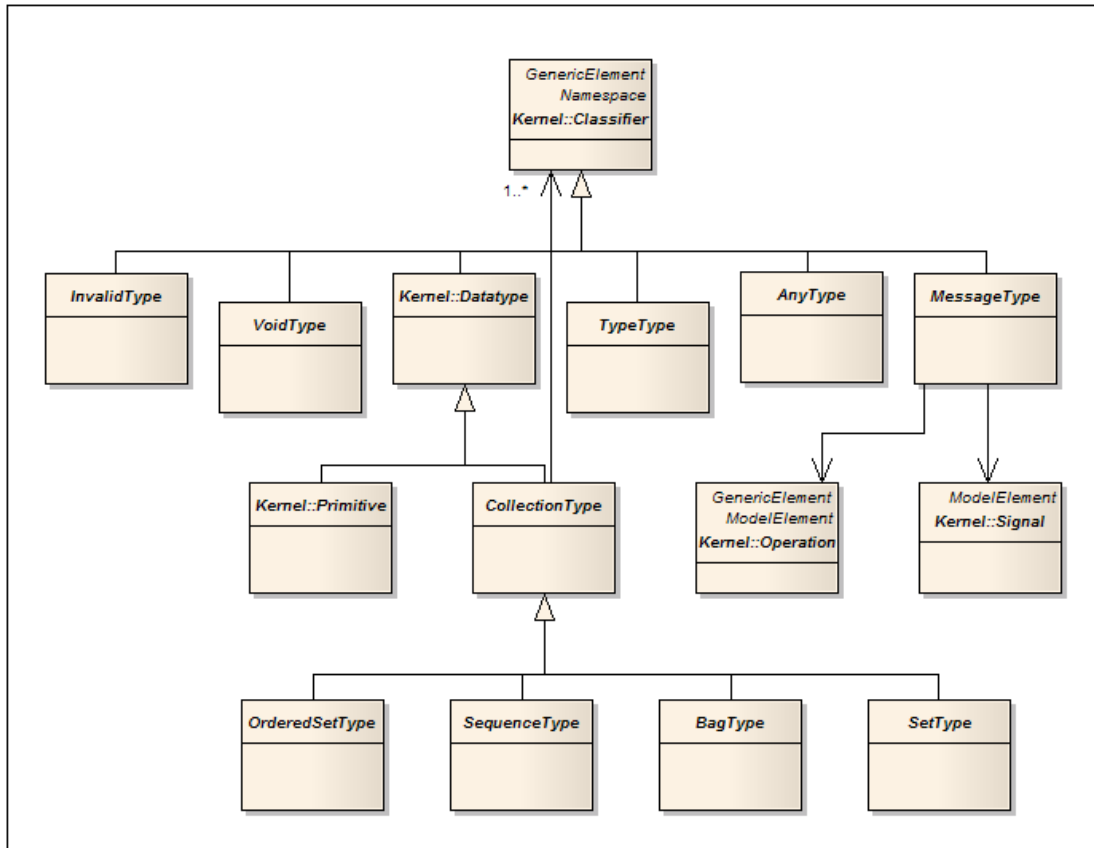 GenericElement
Namespace
Kernel::Classifier
1..*
InvalidType
VoidType
Kernel::Datatype
TypeType
AnyType
MessageType
Kernel::Primitive
CollectionType
GenericElement
ModelElement
Kernel::Operation
ModelElement
Kernel::Signal
OrderedSetType
SequenceType
BagType
SetType